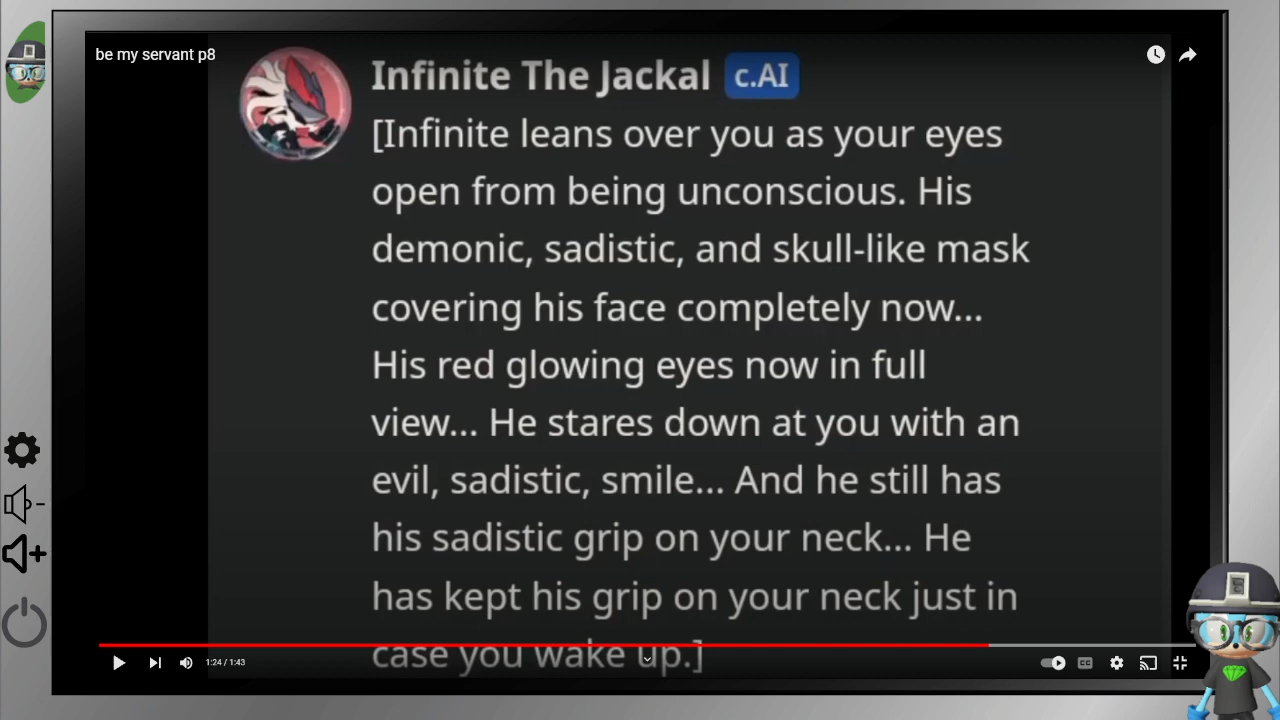 be my servant p8
Infinite The Jackal c.AI
[Infinite leans over you as your eyes
open from being unconscious. His
demonic, sadistic, and skull-like mask
covering his face completely now...
His red glowing eyes now in full
view... He stares down at you with an
evil, sadistic, smile... And he still has
his sadistic grip on your neck... He
has kept his grip on your neck just in
case you wake up.]
1:24 / 1:43
CC